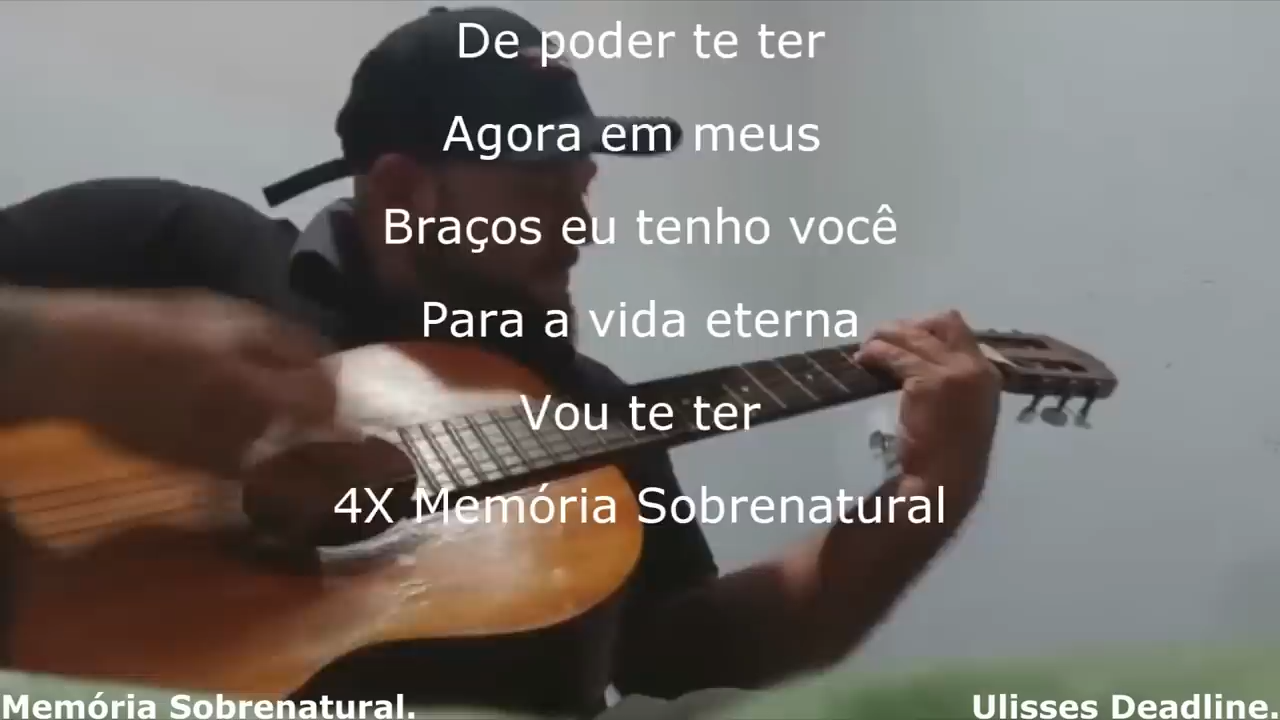 De poder te ter
Agora em meus
Braços eu tenho você
Para a vida eterna
Vou te ter
4X Memória Sobrenatural
Memória Sobrenatural.
Ulisses Deadline.